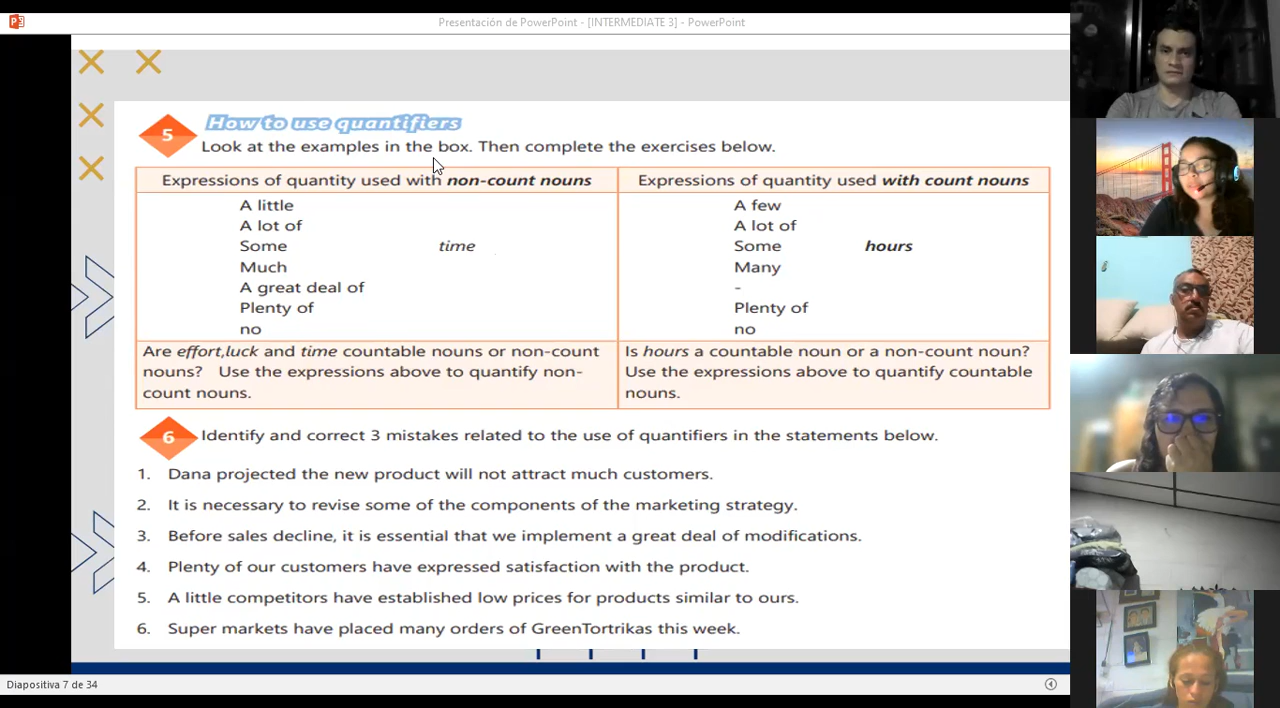 Presentación de PowerPoint - [INTERMEDIATE 3] - PowerPoint
5
How to use quantifiers
Look at the examples in the box. Then complete the exercises below.
Expressions of quantity used with non-count nouns
A little
A lot of
Some time
Much
A great deal of
Plenty of
no
Are effort,luck and time countable nouns or non-count
nouns? Use the expressions above to quantify non-
count nouns.
Expressions of quantity used with count nouns
A few
A lot of
Some hours
Many
-
Plenty of
no
Is hours a countable noun or a non-count noun?
Use the expressions above to quantify countable
nouns.
6
Identify and correct 3 mistakes related to the use of quantifiers in the statements below.
1. Dana projected the new product will not attract much customers.
2. It is necessary to revise some of the components of the marketing strategy.
3. Before sales decline, it is essential that we implement a great deal of modifications.
4. Plenty of our customers have expressed satisfaction with the product.
5. A little competitors have established low prices for products similar to ours.
6. Super markets have placed many orders of GreenTortrikas this week.
Diapositiva 7 de 34